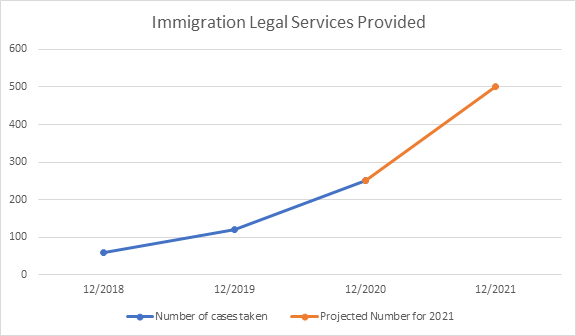 Immigration Legal Services Provided
600
500
400
300
200
100
0
12/2018 12/2019 12/2020 12/2021
Number of cases taken Projected Number for 2021